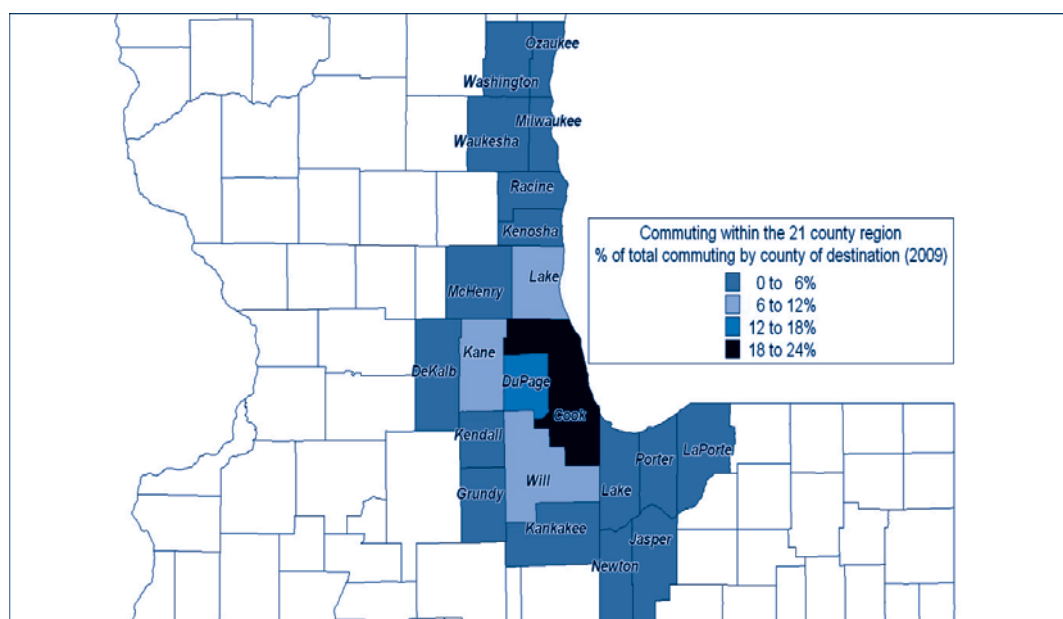 Ozaukee
Washington
Milwaukee
Waukesha
Racine
Kenosha
Commuting within the 21 county region
% of total commuting by county of destination (2009)
0 to 6%
6 to 12%
12 to 18%
18 to 24%
Lake
McHenry
Kane
DeKalb
DuPage
Cook
Kendall
LaPorte
Porter
Will
Lake
Grundy
Kankakee
Jasper
Newton